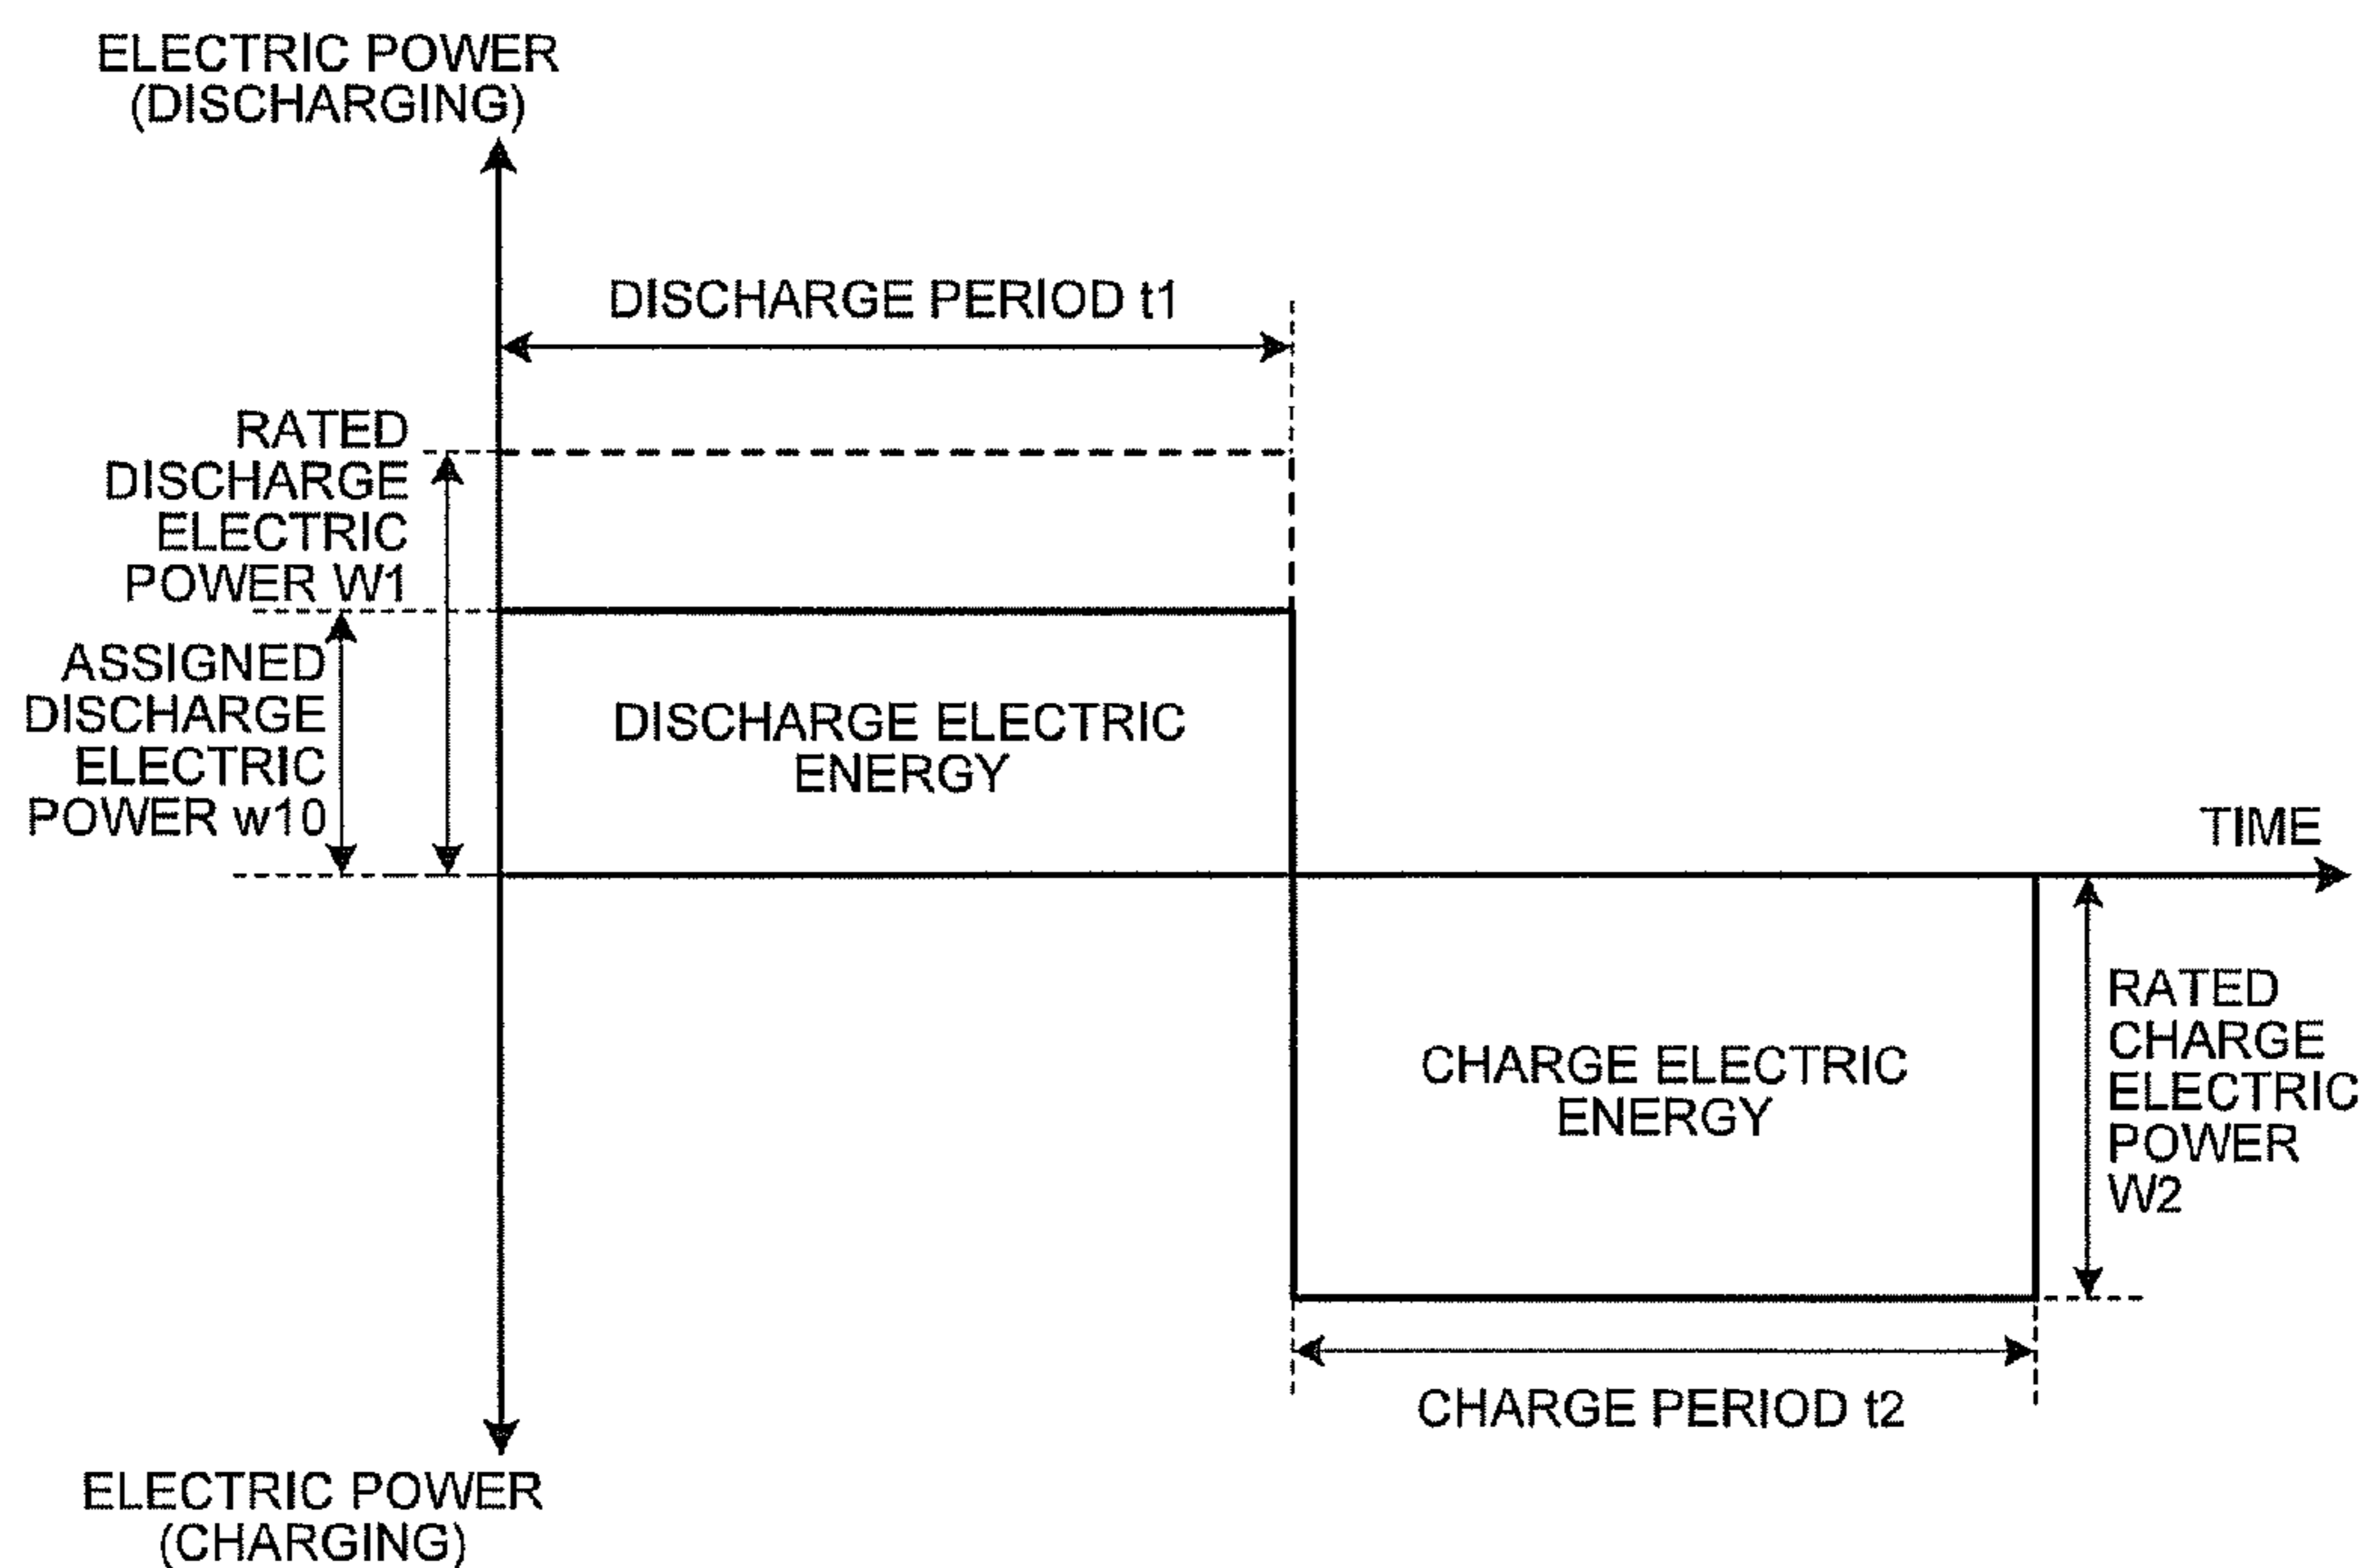 ELECTRIC POWER
(DISCHARGING)
DISCHARGE PERIOD t1
RATED
DISCHARGE
ELECTRIC
POWER W1
ASSIGNED
DISCHARGE
ELECTRIC
POWER w10
DISCHARGE ELECTRIC
ENERGY
TIME
RATED
CHARGE
ELECTRIC
POWER
W2
CHARGE ELECTRIC
ENERGY
CHARGE PERIOD t2
ELECTRIC POWER
(CHARGING)